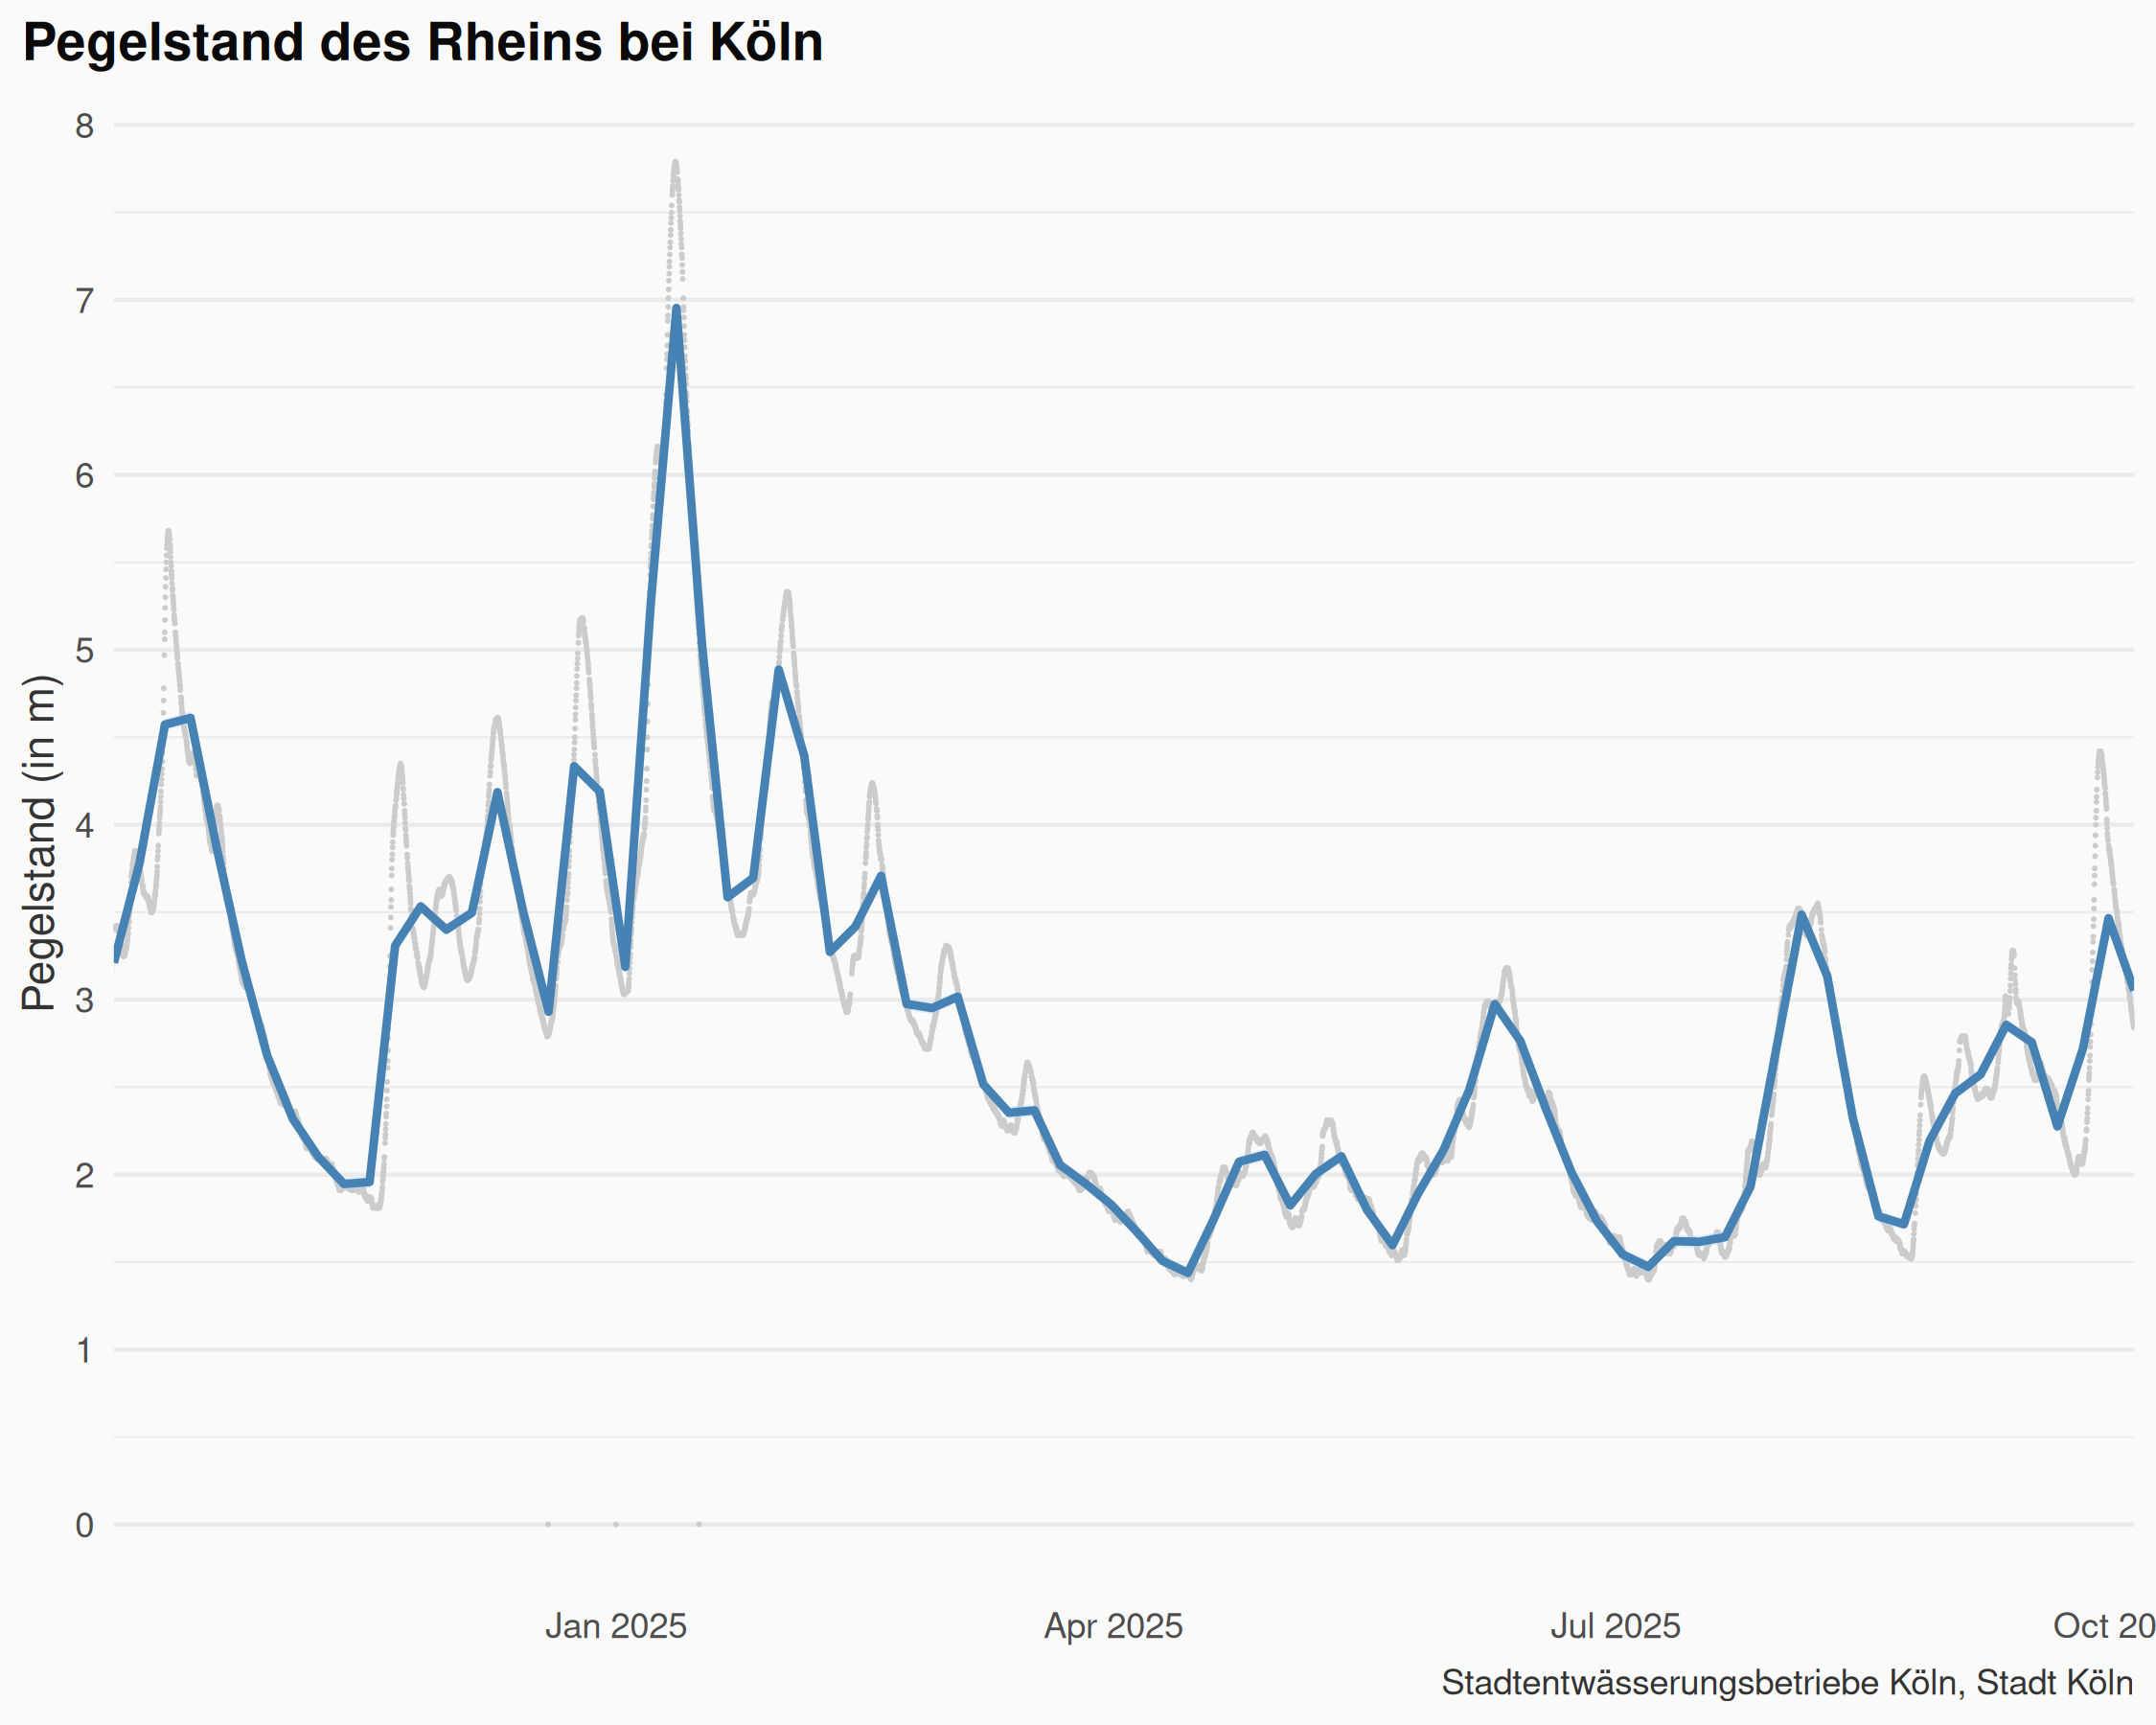 Pegelstand des Rheins bei Köln
Pegelstand (in m)
8
7
6
5
4
3
2
1
0
Jan 2025 Apr 2025 Jul 2025 Oct 20
Stadtentwässerungsbetriebe Köln, Stadt Köln